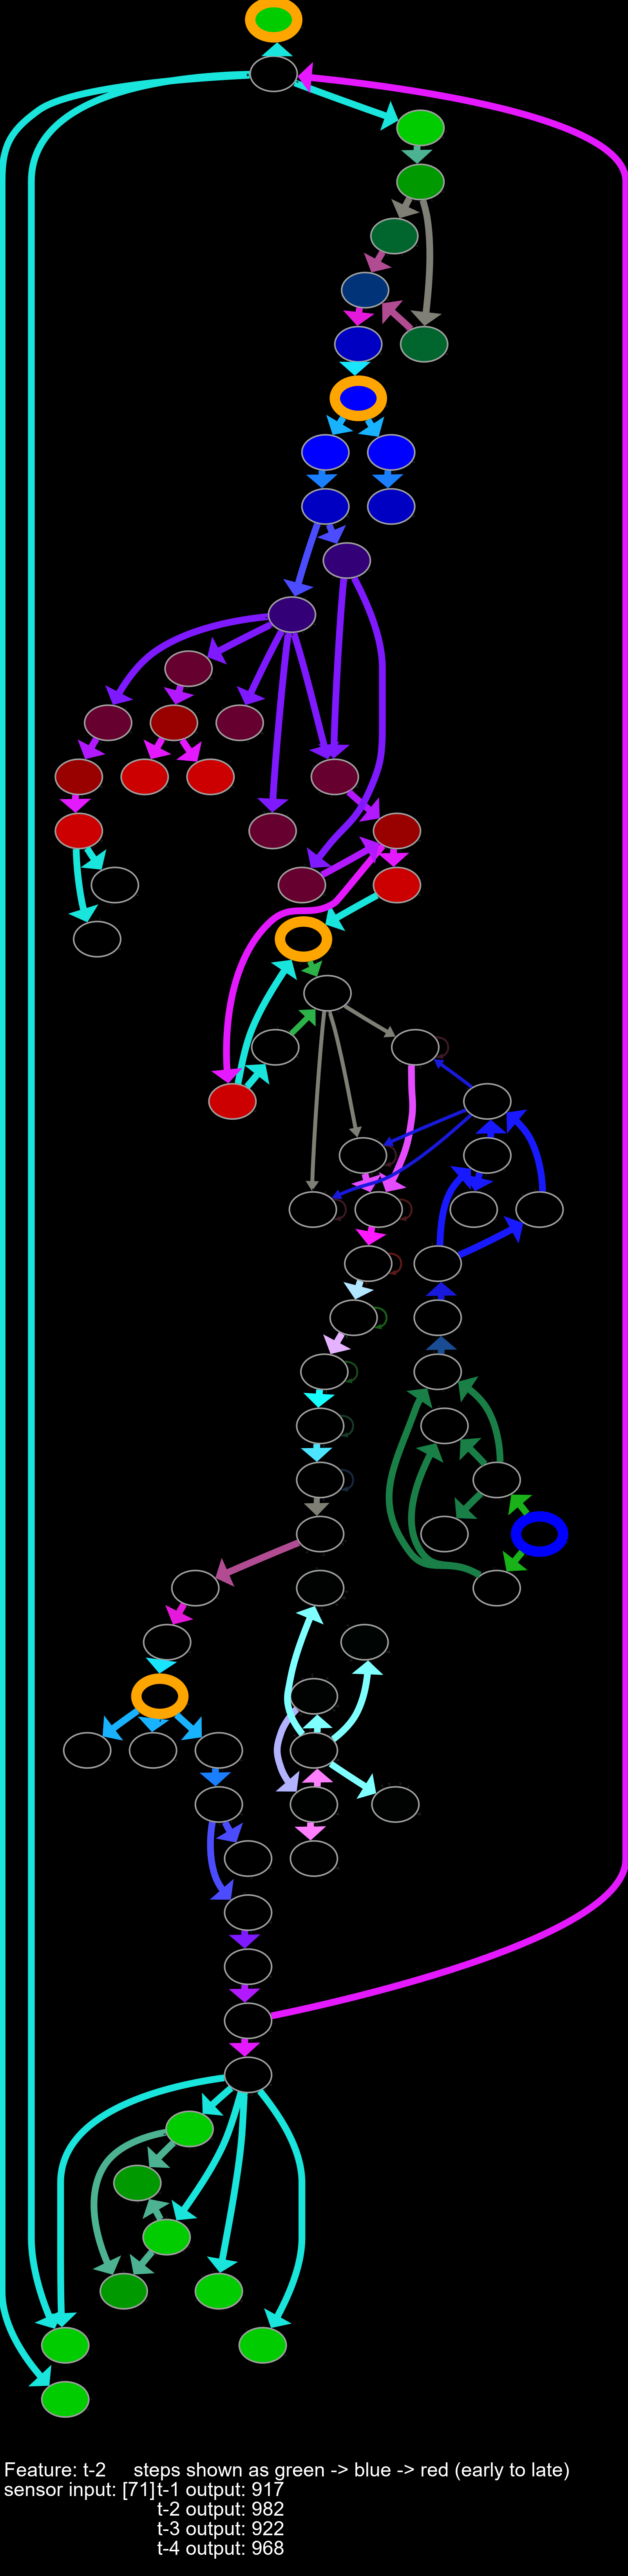 Feature: t-2 steps shown as green -> blue -> red (early to late)
sensor input: [71]t-1 output: 917
t-2 output: 982
t-3 output: 922
t-4 output: 968